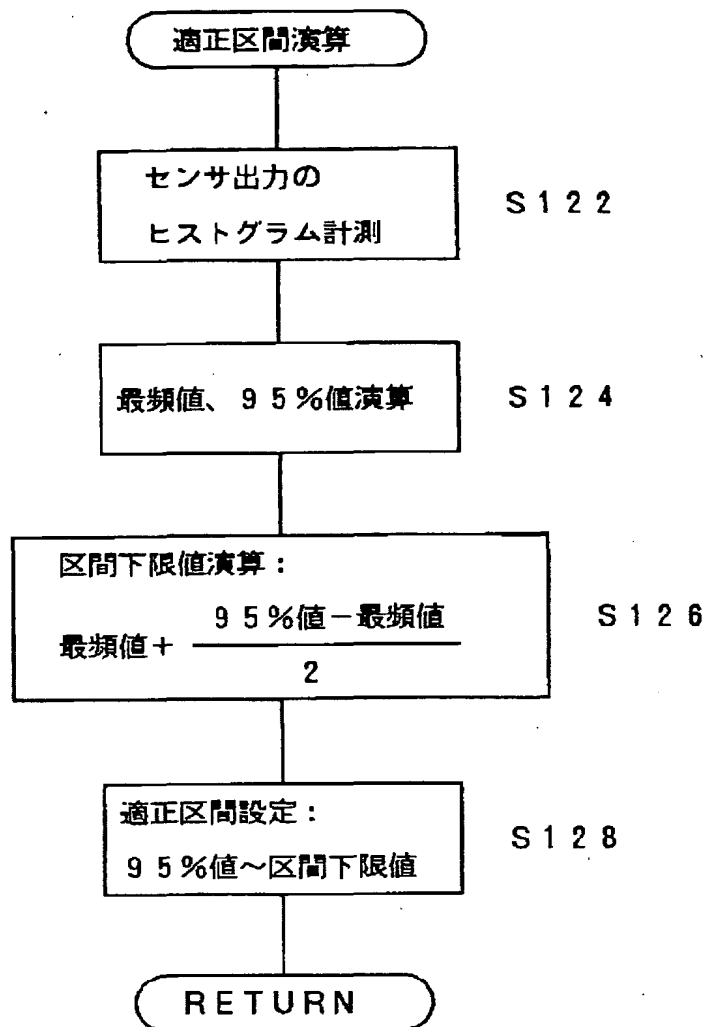 適正区間演算
センサ出力の
ヒストグラム計測
S122
最頻値、95%値演算
S124
区間下限値演算:
最頻値+ 95%値-最頻値
2
S126
適正区間設定:
95%値~区間下限値
S128
RETURN